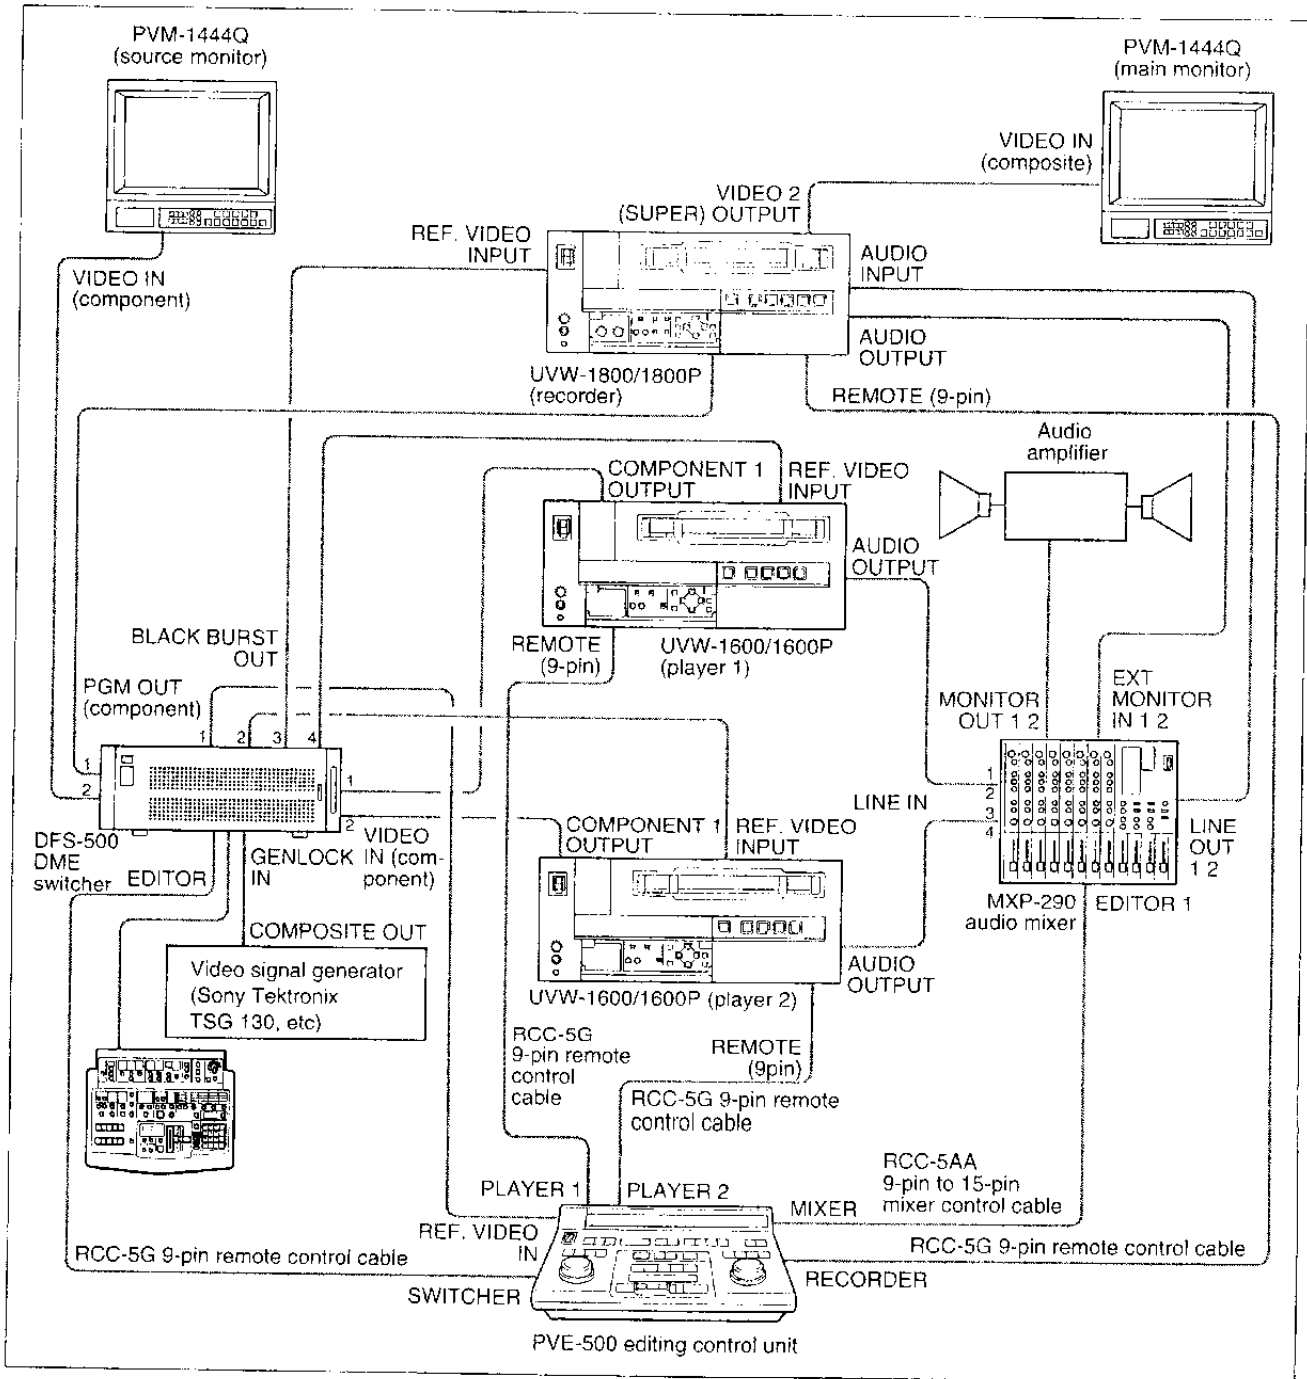 PVM-1444Q
(source monitor)
PVM-1444Q
(main monitor)
VIDEO IN
(composite)
VIDEO 2
(SUPER) OUTPUT
REF. VIDEO
INPUT
AUDIO
INPUT
VIDEO IN
(component)
AUDIO
OUTPUT
UVW-1800/1800P
(recorder)
REMOTE (9-pin)
Audio
amplifier
COMPONENT 1
OUTPUT
REF. VIDEO
INPUT
AUDIO
OUTPUT
BLACK BURST
OUT
REMOTE
(9-pin)
UVW-1600/1600P
(player 1)
PGM OUT
(component)
MONITOR
OUT 1 2
EXT
MONITOR
IN 1 2
1
2
3
4
1
2
1
2
LINE IN
1
2
3
4
LINE
OUT
1 2
DFS-500
DME
switcher
EDITOR
GENLOCK
IN
VIDEO
IN (com-
ponent)
COMPONENT 1
OUTPUT
REF. VIDEO
INPUT
MXP-290
audio mixer
EDITOR 1
COMPOSITE OUT
Video signal generator
(Sony Tektronix
TSG 130, etc)
AUDIO
OUTPUT
UVW-1600/1600P (player 2)
RCC-5G
9-pin remote
control
cable
REMOTE
(9pin)
RCC-5G 9-pin remote
control cable
RCC-5AA
9-pin to 15-pin
mixer control cable
PLAYER 1
PLAYER 2
MIXER
REF. VIDEO
IN
RCC-5G 9-pin remote control cable
RCC-5G 9-pin remote control cable
SWITCHER
RECORDER
PVE-500 editing control unit